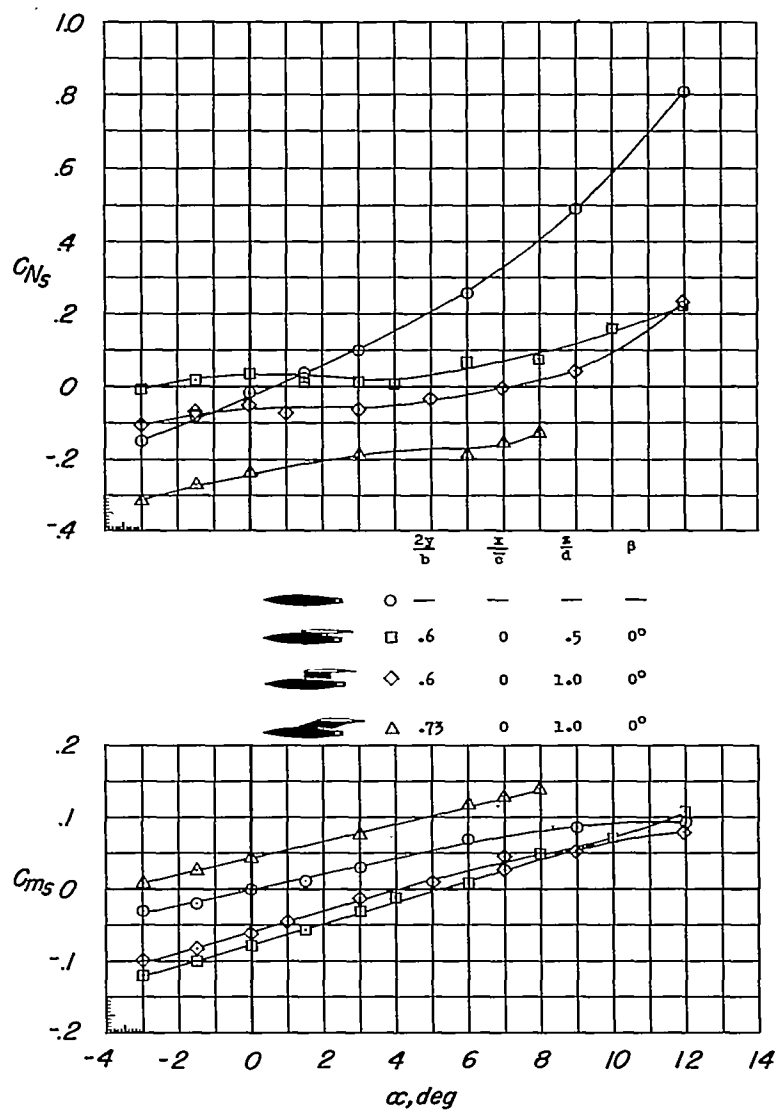 1.0
.8
.6
.4
C_{N_s}
.2
0
-.2
-.4
2y/b x/c z/d β
○ — — — —
□ .6 0 .5 0°
◇ .6 0 1.0 0°
△ .73 0 1.0 0°
.2
.1
C_{m_s}
0
-.1
-.2
-4 -2 0 2 4 6 8 10 12 14
α, deg